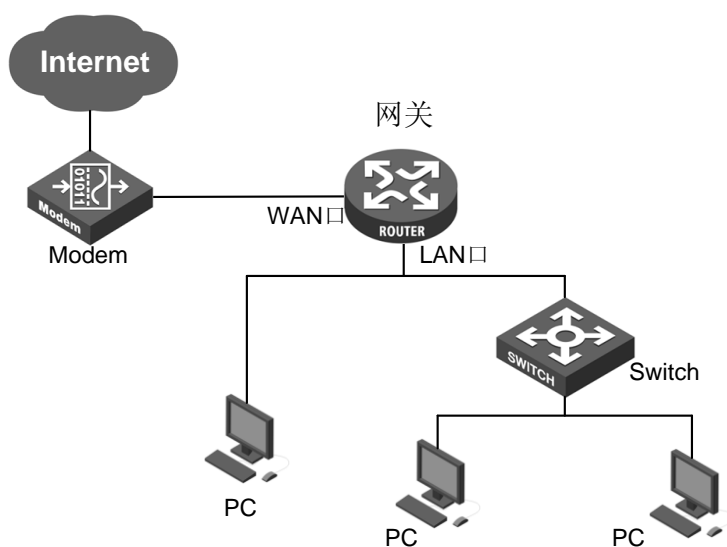 Internet
网关
01011
Modem
WAN口
ROUTER
Modem
LAN口
SWITCH
Switch
PC
PC
PC